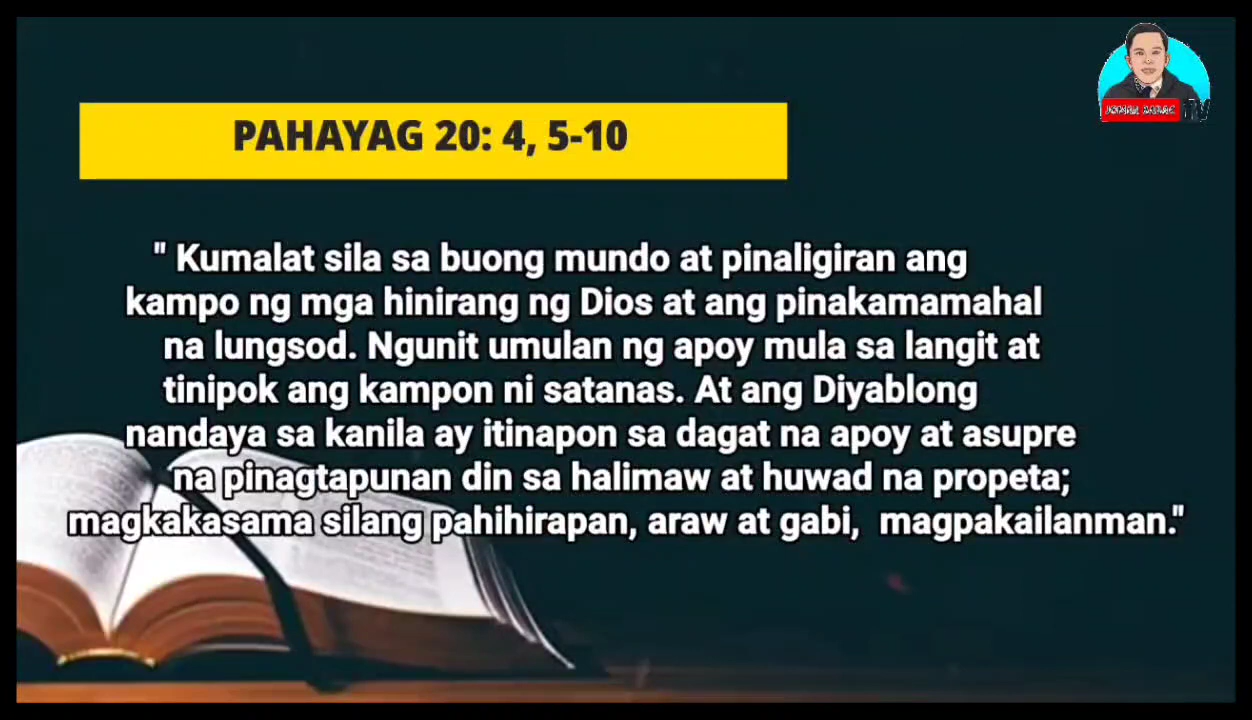 PAHAYAG 20: 4, 5-10
" Kumalat sila sa buong mundo at pinaligiran ang
kampo ng mga hinirang ng Dios at ang pinakamamahal
na lungsod. Ngunit umulan ng apoy mula sa langit at
tinipok ang kampon ni satanas. At ang Diyablong
nandaya sa kanila ay itinapon sa dagat na apoy at asupre
na pinagtapunan din sa halimaw at huwad na propeta;
magkakasama silang pahihirapan, araw at gabi,  magpakailanman."
TV